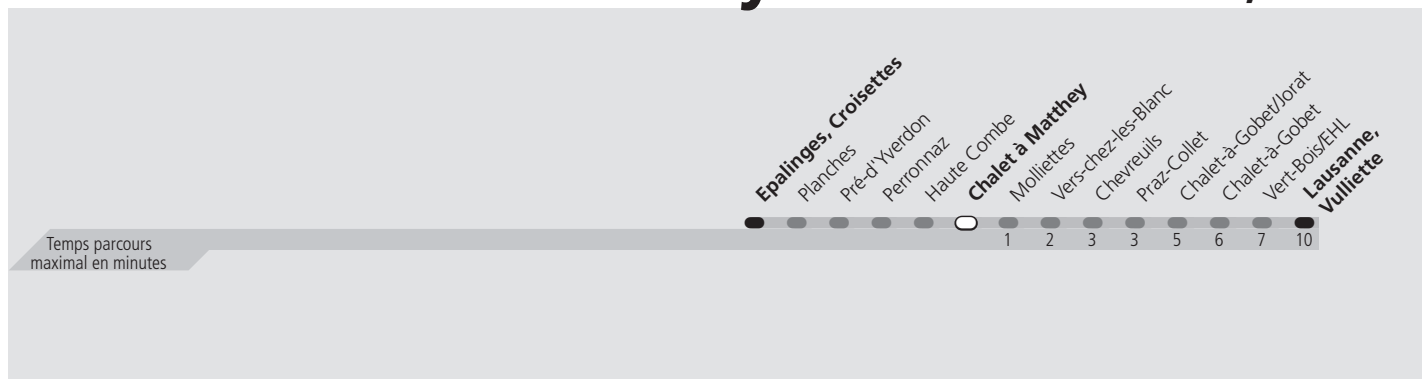 Epalinges, Croisettes
Planches
Pré-d'Yverdon
Perronnaz
Haute Combe
Chalet à Matthey
Molliettes
Vers-chez-les-Blanc
Chevreuils
Praz-Collet
Chalet-à-Gobet/Jorat
Chalet-à-Gobet
Vert-Bois/EHL
Lausanne,
Vulliette
1 2 3 3 5 6 7 10
Temps parcours
maximal en minutes